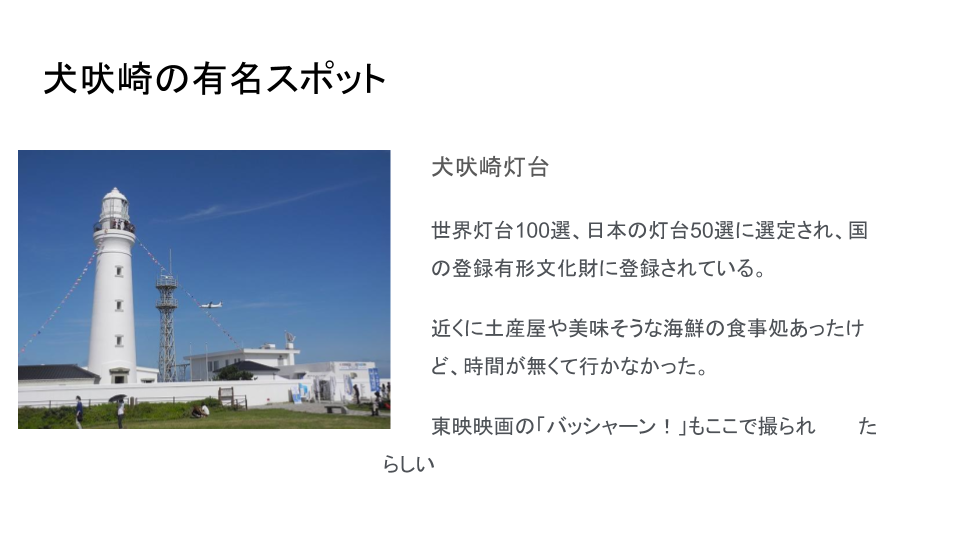 犬吠崎の有名スポット
犬吠崎灯台
世界灯台100選、日本の灯台50選に選定され、国
の登録有形文化財に登録されている。
近くに土産屋や美味そうな海鮮の食事処あったけ
ど、時間が無くて行かなかった。
東映映画の「バッシャーン！」もここで撮られ　　た
らしい